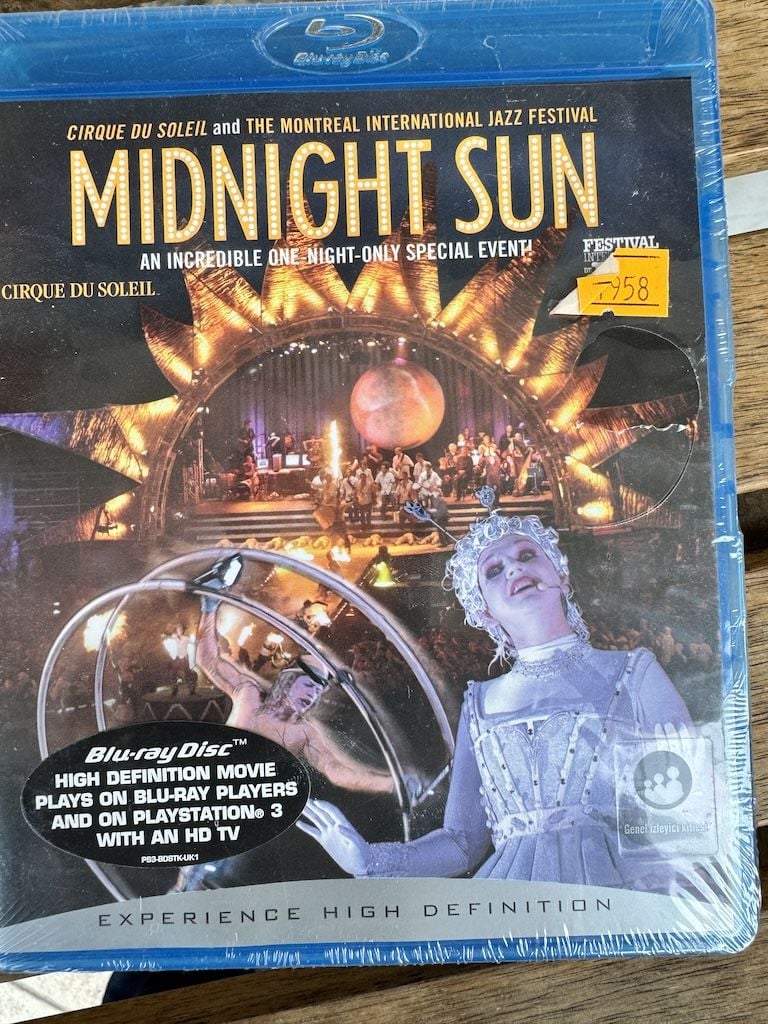 Blu-ray Disc
CIRQUE DU SOLEIL and THE MONTREAL INTERNATIONAL JAZZ FESTIVAL
MIDNIGHT SUN
AN INCREDIBLE ONE-NIGHT-ONLY SPECIAL EVENT!
FESTIVAL
7958
CIRQUE DU SOLEIL
Blu-ray Disc™
HIGH DEFINITION MOVIE
PLAYS ON BLU-RAY PLAYERS
AND ON PLAYSTATION® 3
WITH AN HD TV
PS3-BDSTK-UK1
Genel izleyici kitlesi
EXPERIENCE HIGH DEFINITION